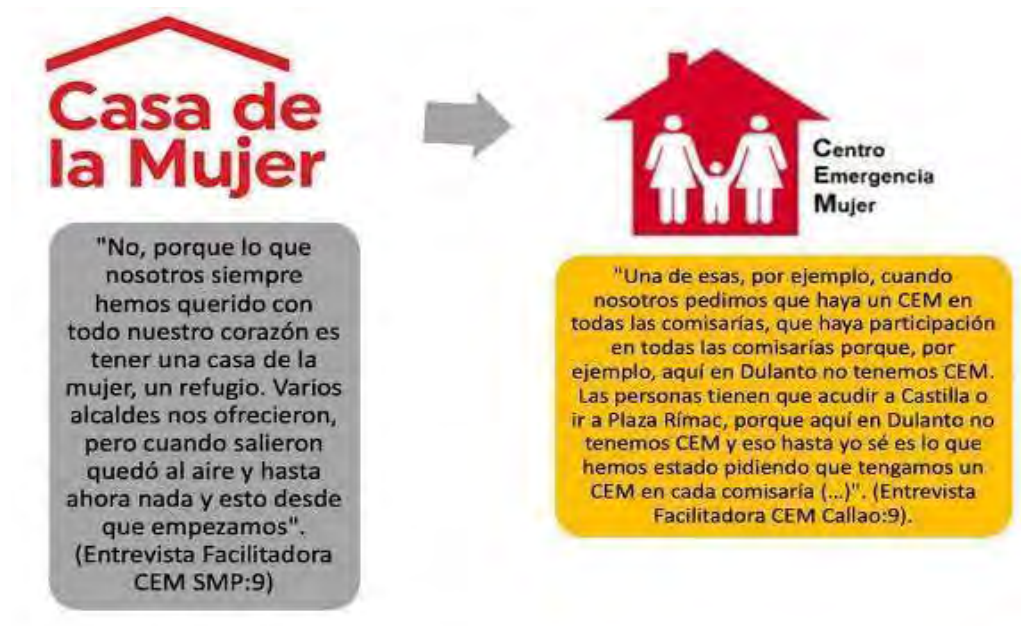 Casa de
la Mujer
"No, porque lo que
nosotros siempre
hemos querido con
todo nuestro corazón es
tener una casa de la
mujer, un refugio. Varios
alcaldes nos ofrecieron,
pero cuando salieron
quedó al aire y hasta
ahora nada y esto desde
que empezamos".
(Entrevista Facilitadora
CEM SMP:9)
Centro
Emergencia
Mujer
"Una de esas, por ejemplo, cuando
nosotros pedimos que haya un CEM en
todas las comisarías, que haya participación
en todas las comisarías porque, por
ejemplo, aquí en Dulanto no tenemos CEM.
Las personas tienen que acudir a Castilla o
ir a Plaza Rímac, porque aquí en Dulanto no
tenemos CEM y eso hasta yo sé es lo que
hemos estado pidiendo que tengamos un
CEM en cada comisaría (...)". (Entrevista
Facilitadora CEM Callao:9).